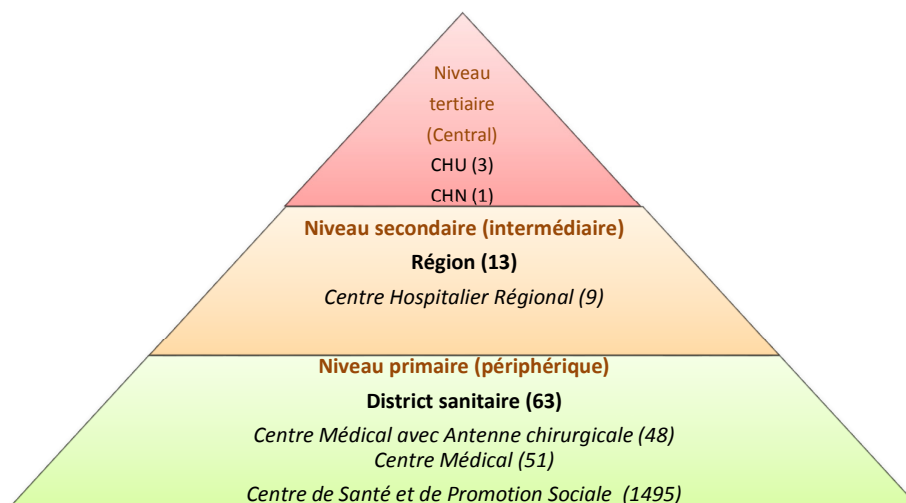 Niveau
tertiaire
(Central)
CHU (3)
CHN (1)
Niveau secondaire (intermédiaire)
Région (13)
Centre Hospitalier Régional (9)
Niveau primaire (périphérique)
District sanitaire (63)
Centre Médical avec Antenne chirurgicale (48)
Centre Médical (51)
Centre de Santé et de Promotion Sociale (1495)